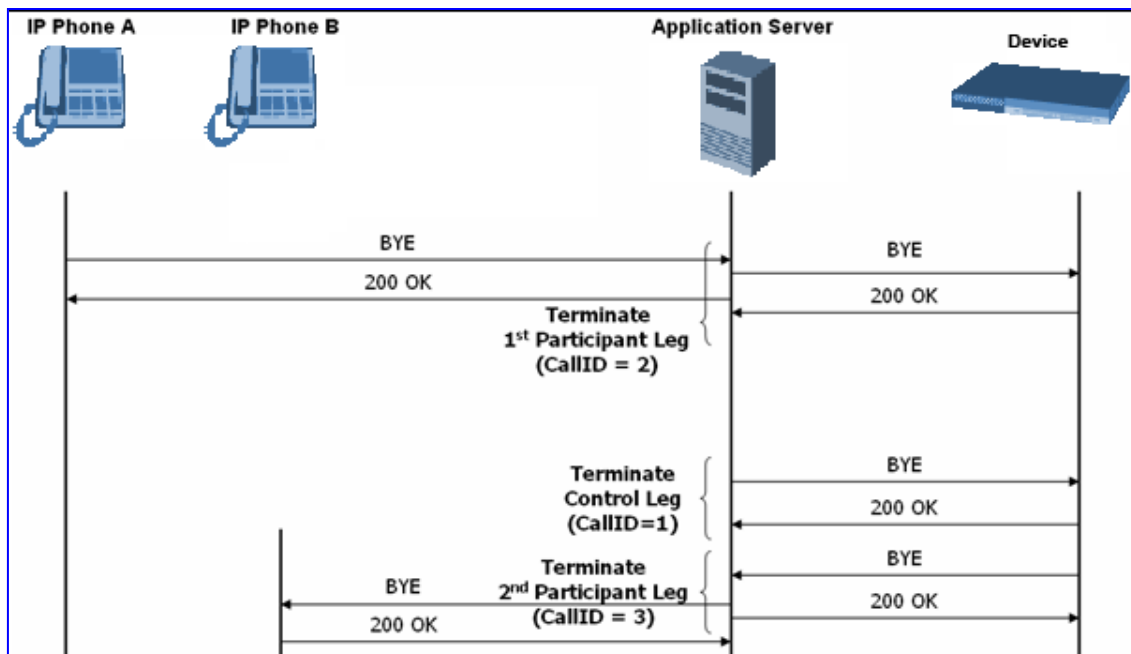 IP Phone A
IP Phone B
Application Server
Device
BYE
BYE
200 OK
200 OK
Terminate
1st Participant Leg
(CallID = 2)
BYE
Terminate
Control Leg
(CallID=1)
200 OK
BYE
Terminate
2nd Participant Leg
(CallID = 3)
BYE
200 OK
200 OK